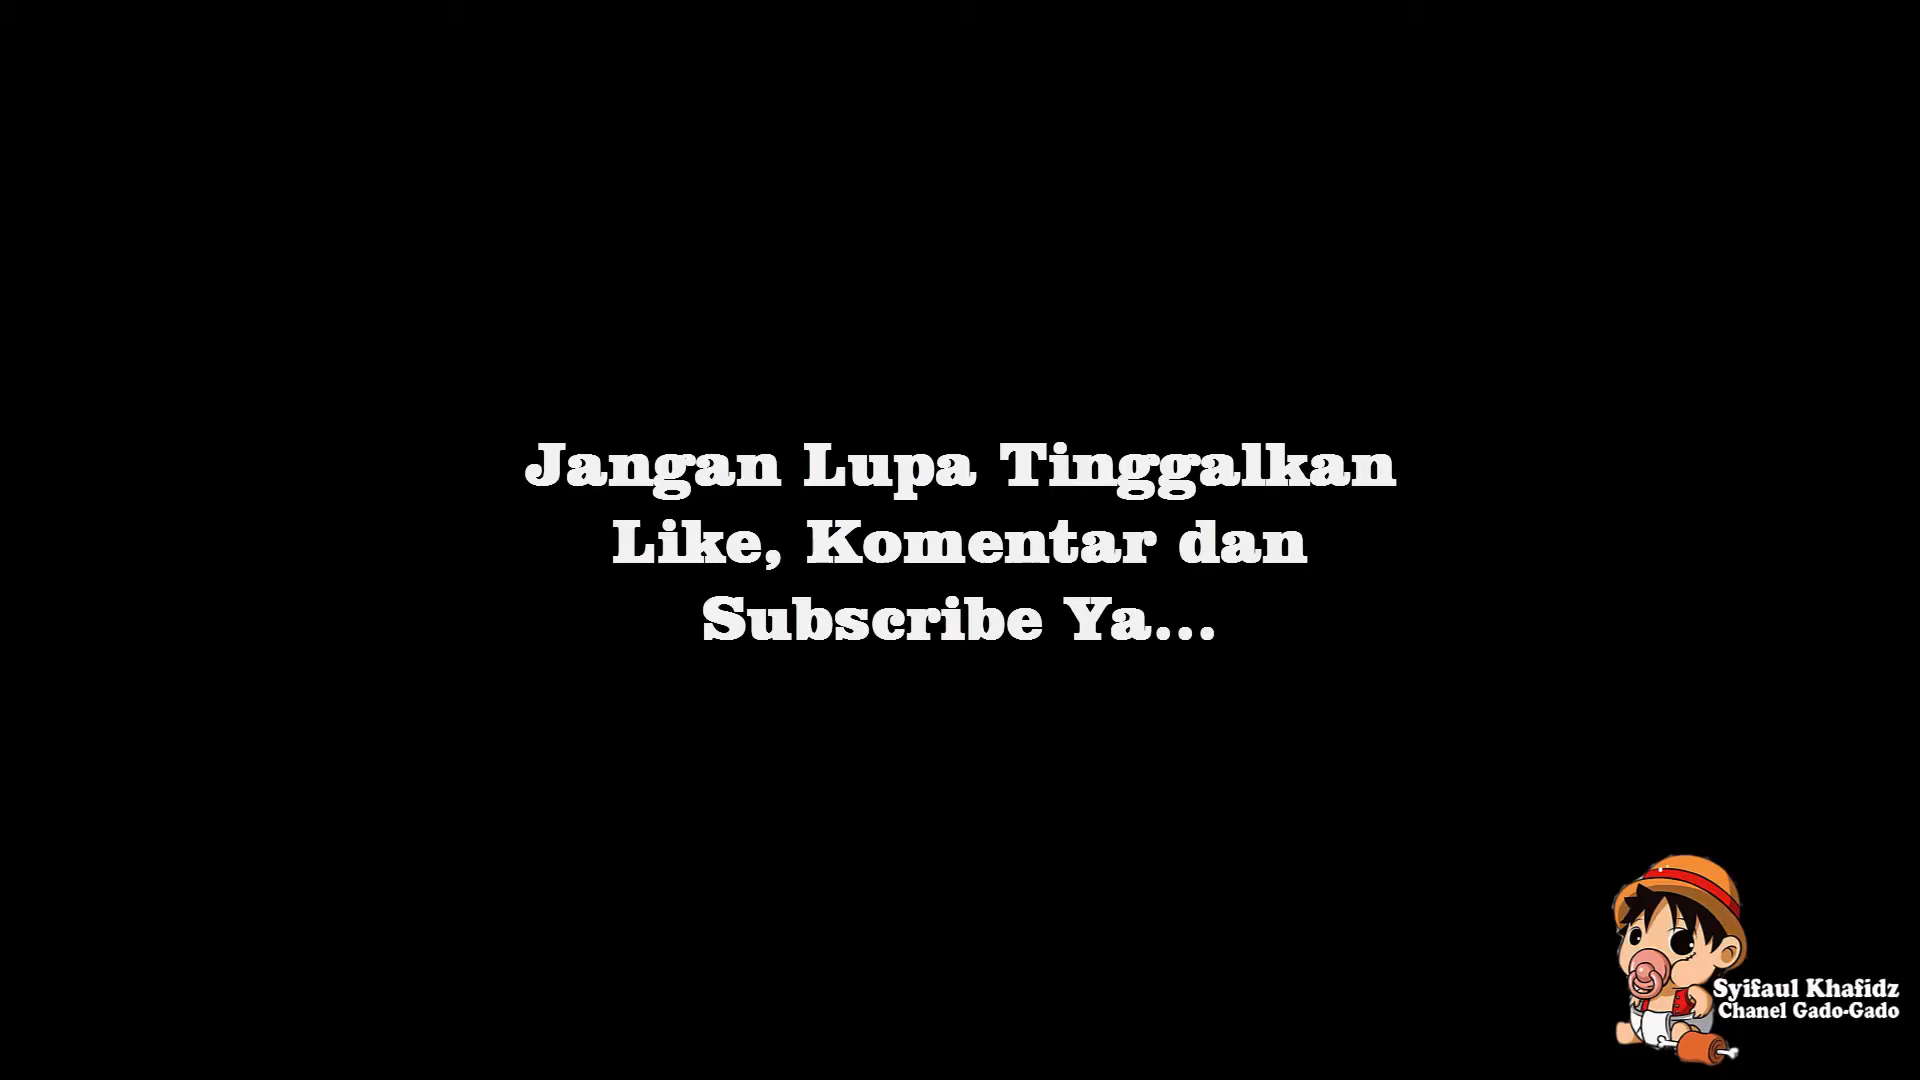 Jangan Lupa Tinggalkan
Like, Komentar dan
Subscribe Ya...
Syifaul Khafidz
Chanel Gado-Gado